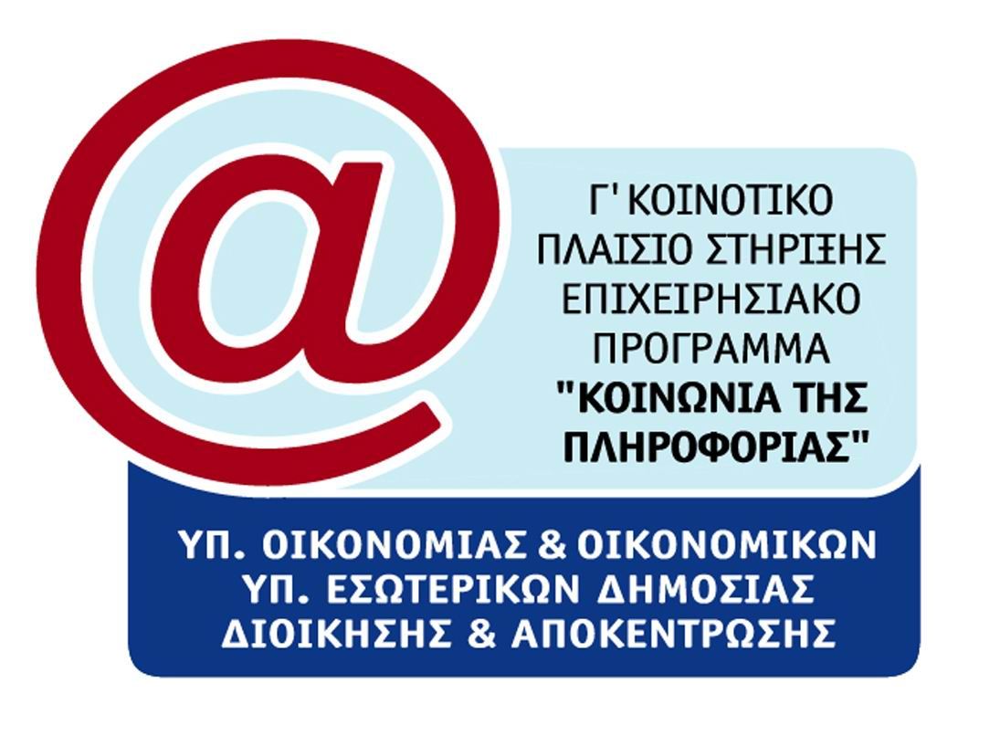 @
Γ' ΚΟΙΝΟΤΙΚΟ
ΠΛΑΙΣΙΟ ΣΤΗΡΙΞΗΣ
ΕΠΙΧΕΙΡΗΣΙΑΚΟ
ΠΡΟΓΡΑΜΜΑ
"ΚΟΙΝΩΝΙΑ ΤΗΣ
ΠΛΗΡΟΦΟΡΙΑΣ"
ΥΠ. ΟΙΚΟΝΟΜΙΑΣ & ΟΙΚΟΝΟΜΙΚΩΝ
ΥΠ. ΕΣΩΤΕΡΙΚΩΝ ΔΗΜΟΣΙΑΣ
ΔΙΟΙΚΗΣΗΣ & ΑΠΟΚΕΝΤΡΩΣΗΣ